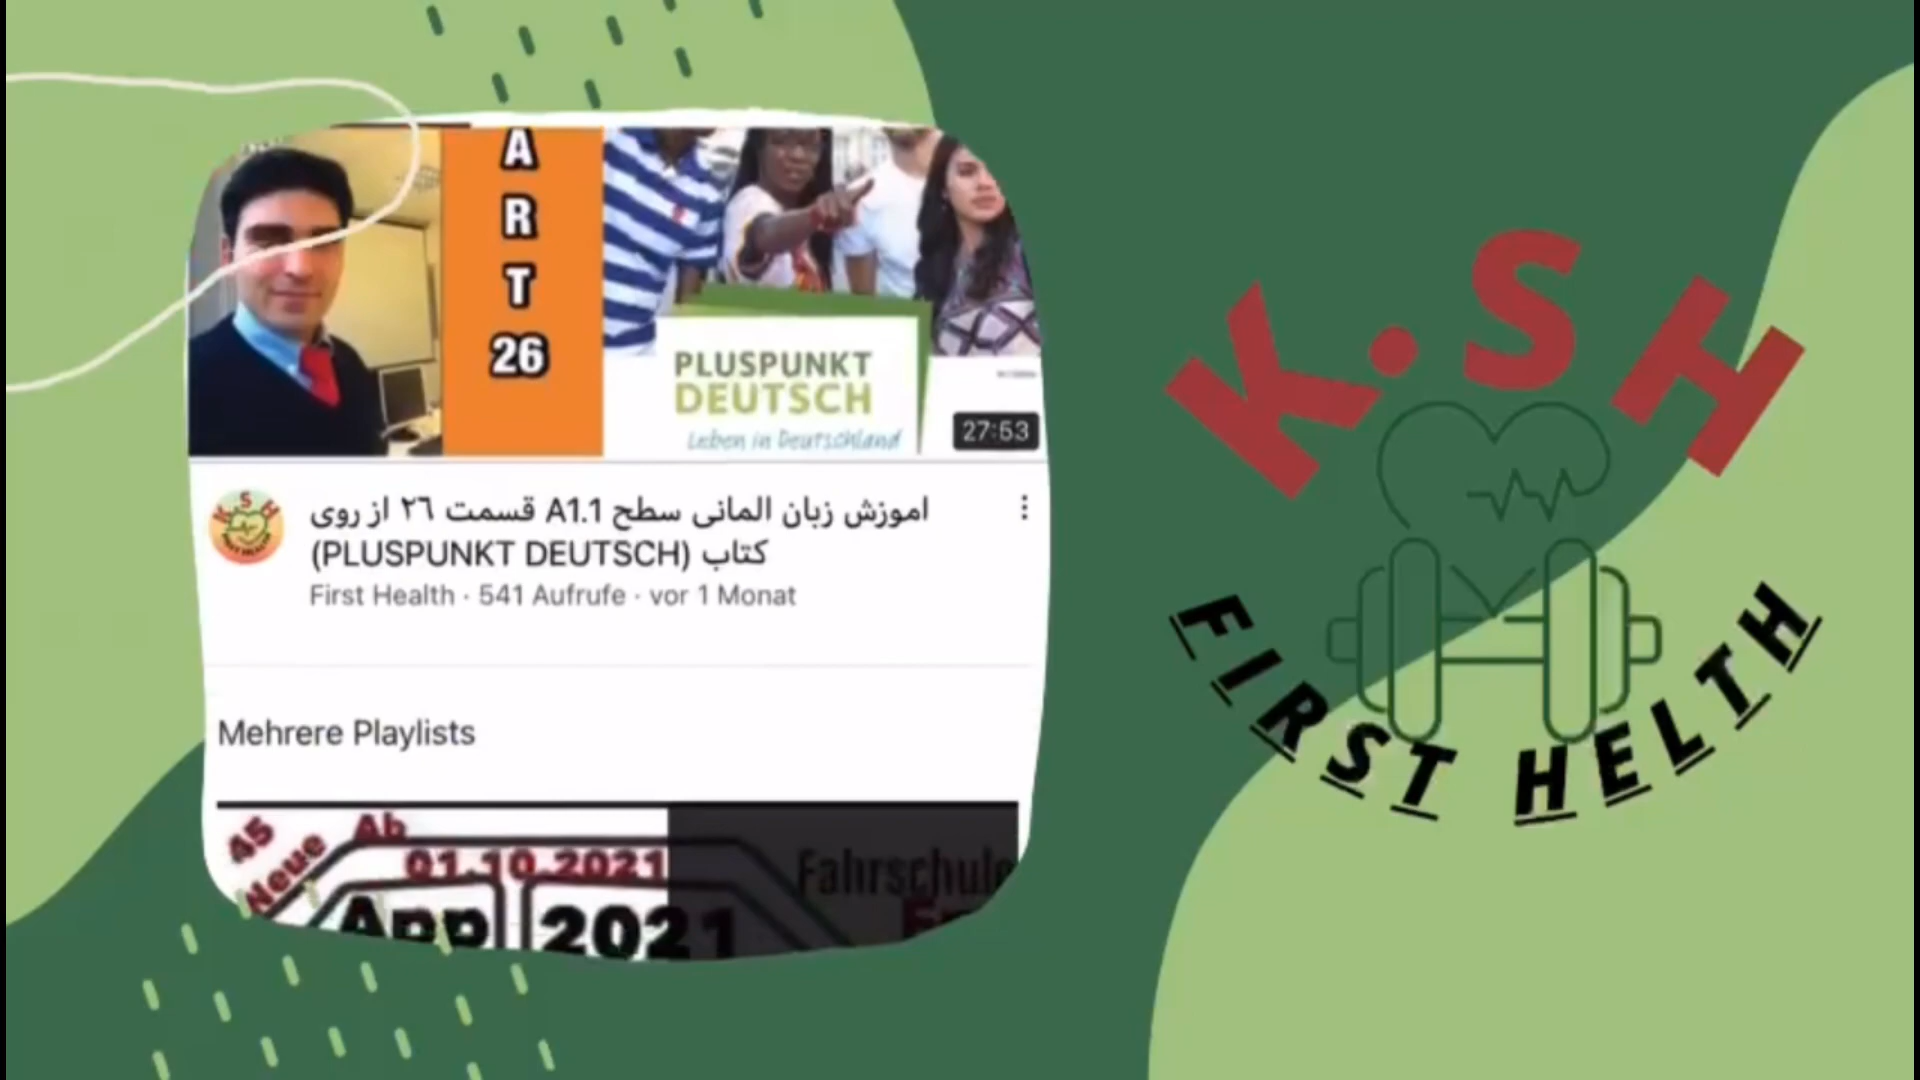 A
R
T
26
PLUSPUNKT
DEUTSCH
Leben in Deutschland
27:53
K.SH
اموزش زبان المانی سطح A1.1 قسمت ٢٦ از روی
کتاب (PLUSPUNKT DEUTSCH)
First Health · 541 Aufrufe · vor 1 Monat
Mehrere Playlists
45
Neue
Ab
01.10.2021
App 2021
Fahrschule
K.SH
FIRST HELTH